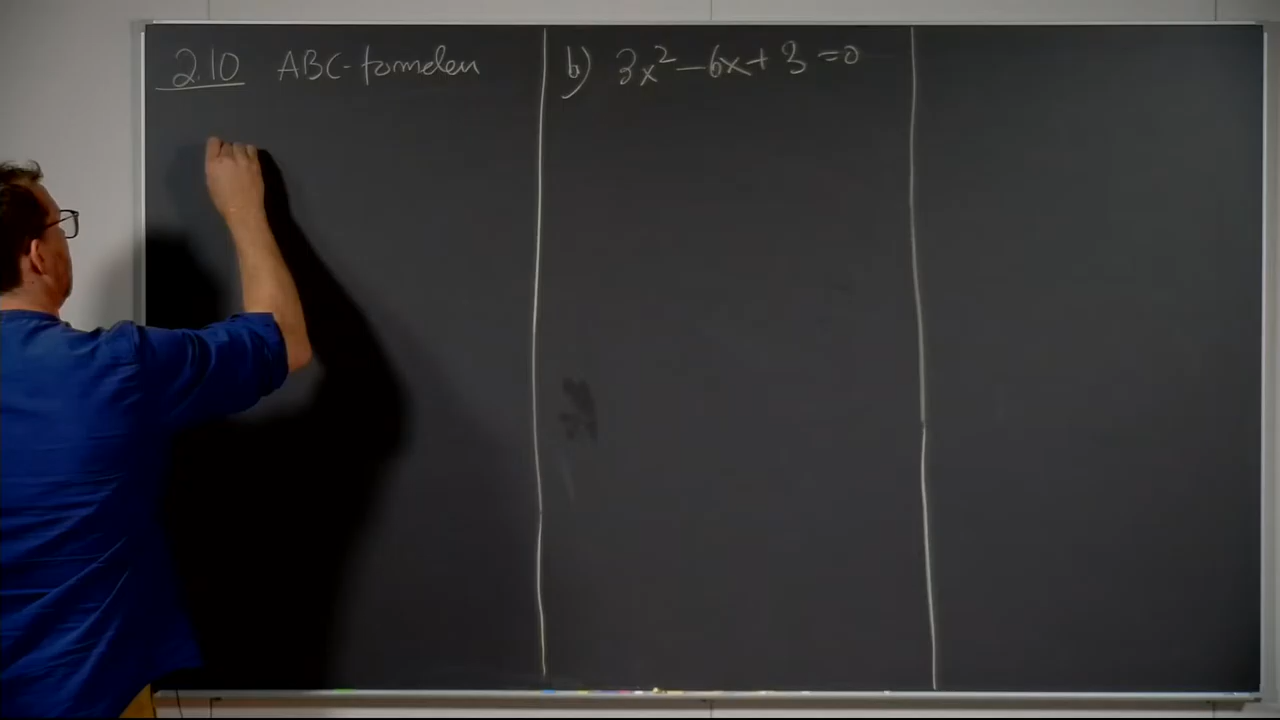 2.10 ABC-formelen
b) 3x² - 6x + 3 = 0